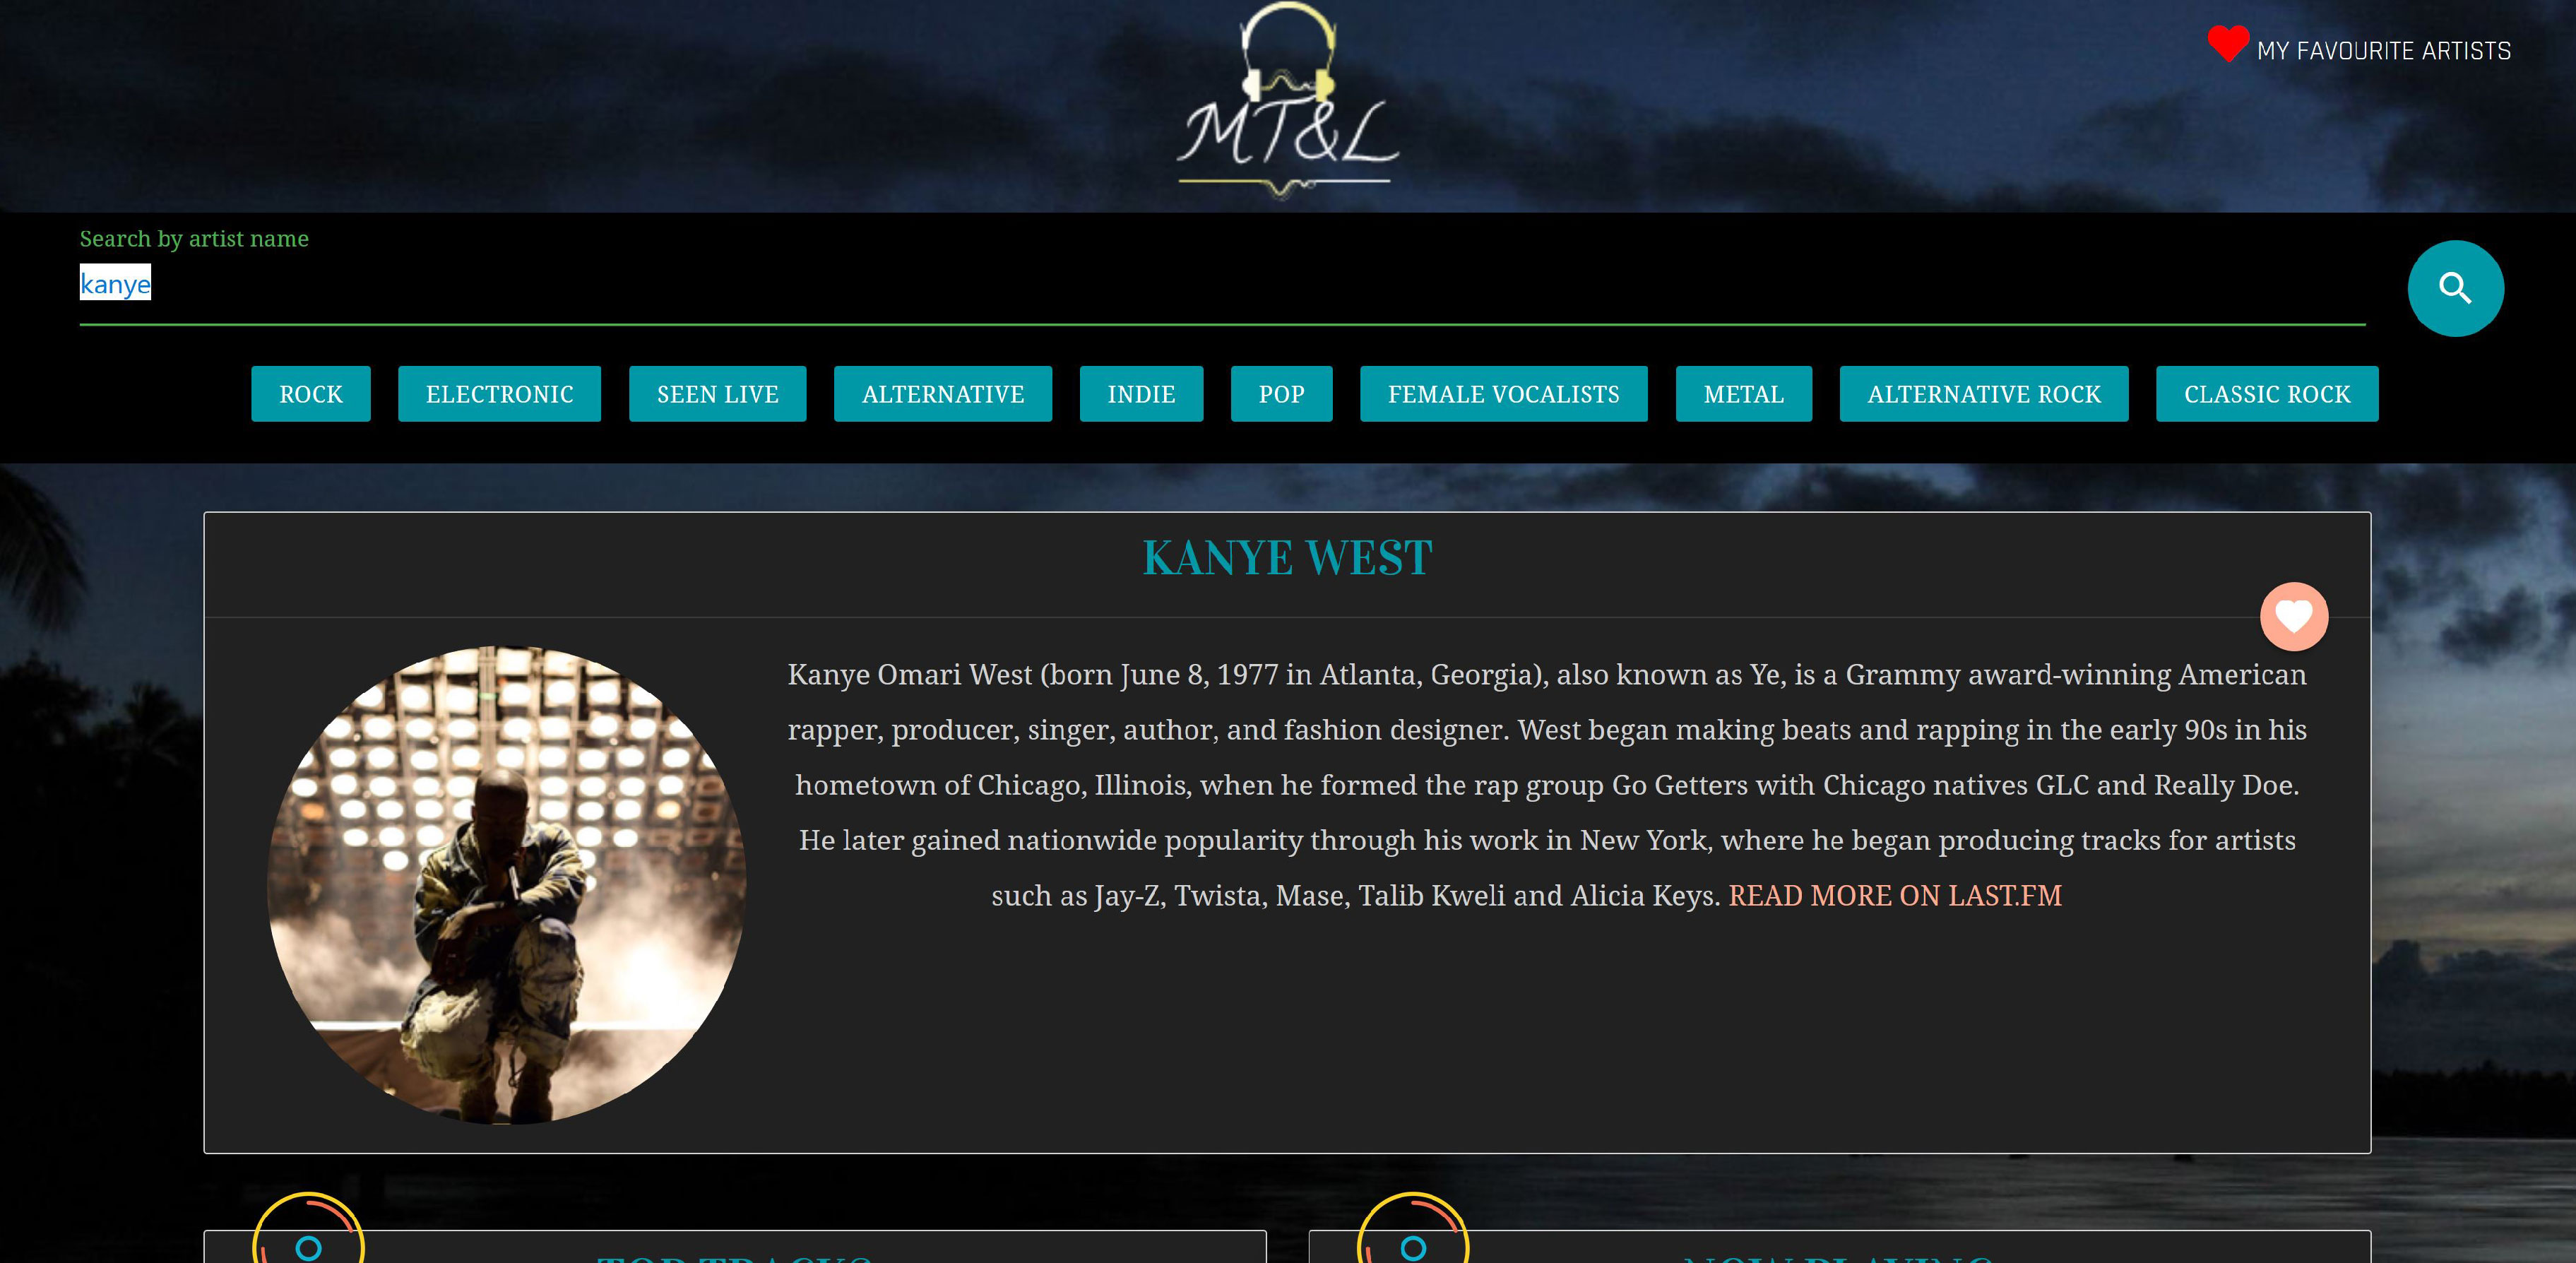 MT&L
MY FAVOURITE ARTISTS
Search by artist name
kanye
ROCK ELECTRONIC SEEN LIVE ALTERNATIVE INDIE POP FEMALE VOCALISTS METAL ALTERNATIVE ROCK CLASSIC ROCK
KANYE WEST
Kanye Omari West (born June 8, 1977 in Atlanta, Georgia), also known as Ye, is a Grammy award-winning American
rapper, producer, singer, author, and fashion designer. West began making beats and rapping in the early 90s in his
hometown of Chicago, Illinois, when he formed the rap group Go Getters with Chicago natives GLC and Really Doe.
He later gained nationwide popularity through his work in New York, where he began producing tracks for artists
such as Jay-Z, Twista, Mase, Talib Kweli and Alicia Keys. READ MORE ON LAST.FM
TOP TRACKS NOW PLAYING